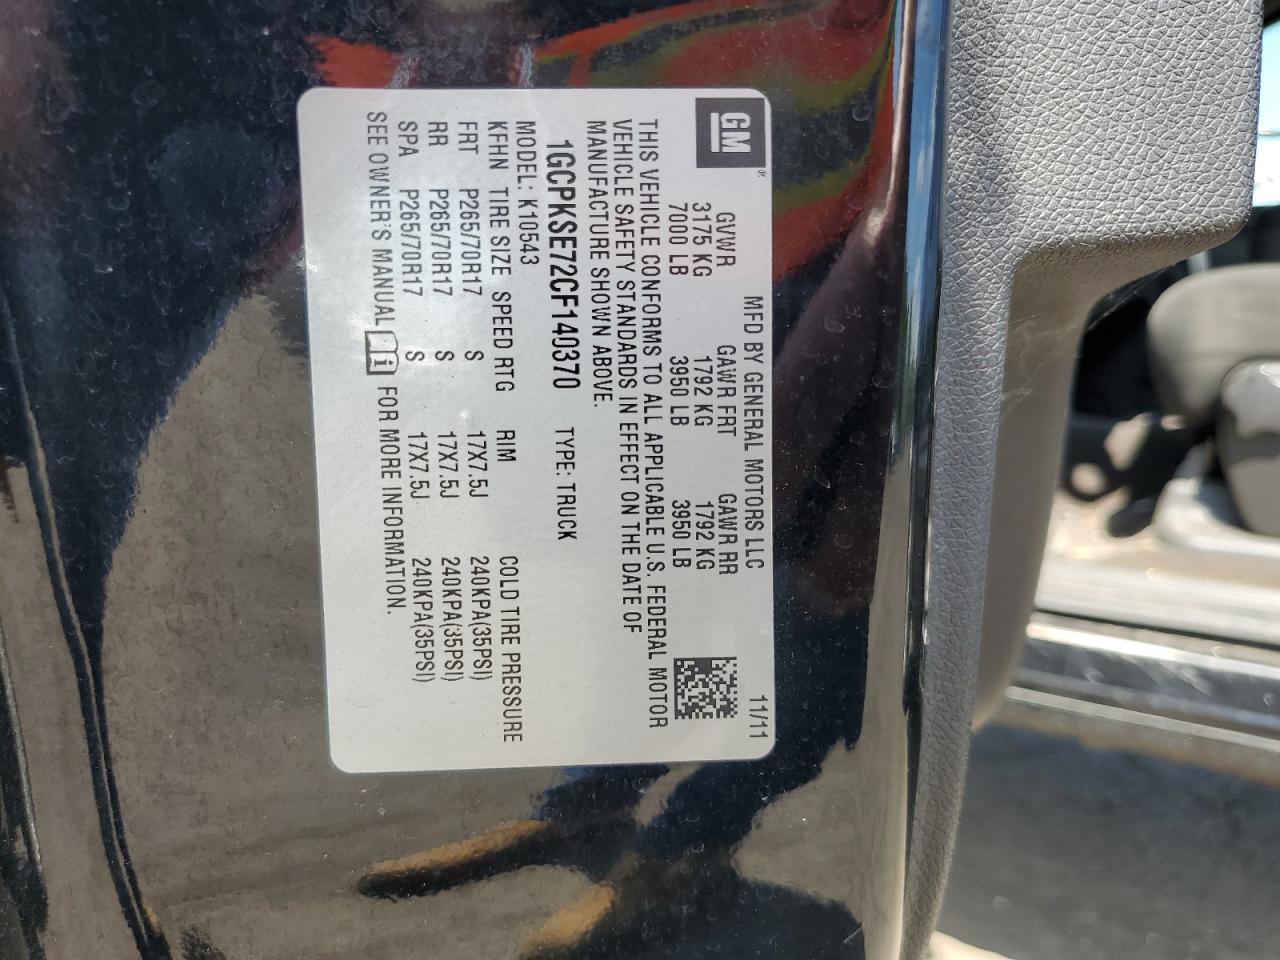 GM®
MFD BY GENERAL MOTORS LLC 11/11
GVWR GAWR FRT GAWR RR
3175 KG 1792 KG 1792 KG
7000 LB 3950 LB 3950 LB
THIS VEHICLE CONFORMS TO ALL APPLICABLE U.S. FEDERAL MOTOR
VEHICLE SAFETY STANDARDS IN EFFECT ON THE DATE OF
MANUFACTURE SHOWN ABOVE.
1GCPKSE72CF140370 TYPE: TRUCK
MODEL: K10543
KFHN TIRE SIZE SPEED RTG RIM COLD TIRE PRESSURE
FRT P265/70R17 S 17X7.5J 240KPA(35PSI)
RR P265/70R17 S 17X7.5J 240KPA(35PSI)
SPA P265/70R17 S 17X7.5J 240KPA(35PSI)
SEE OWNER'S MANUAL i FOR MORE INFORMATION.